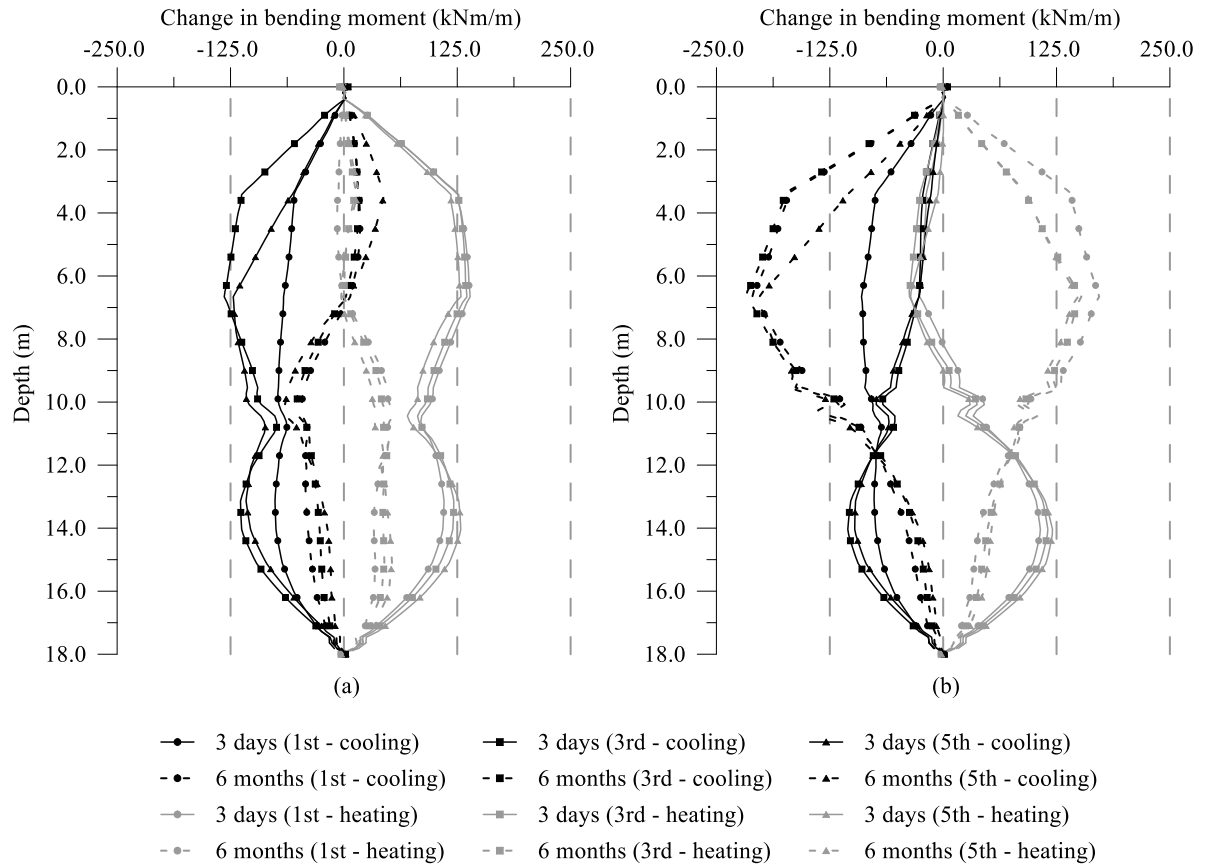 Change in bending moment (kNm/m)
-250.0 -125.0 0.0 125.0 250.0
0.0
2.0
4.0
6.0
8.0
10.0
12.0
14.0
16.0
18.0
Depth (m)
(a)
Change in bending moment (kNm/m)
-250.0 -125.0 0.0 125.0 250.0
0.0
2.0
4.0
6.0
8.0
10.0
12.0
14.0
16.0
18.0
Depth (m)
(b)
3 days (1st - cooling) 3 days (3rd - cooling) 3 days (5th - cooling)
6 months (1st - cooling) 6 months (3rd - cooling) 6 months (5th - cooling)
3 days (1st - heating) 3 days (3rd - heating) 3 days (5th - heating)
6 months (1st - heating) 6 months (3rd - heating) 6 months (5th - heating)